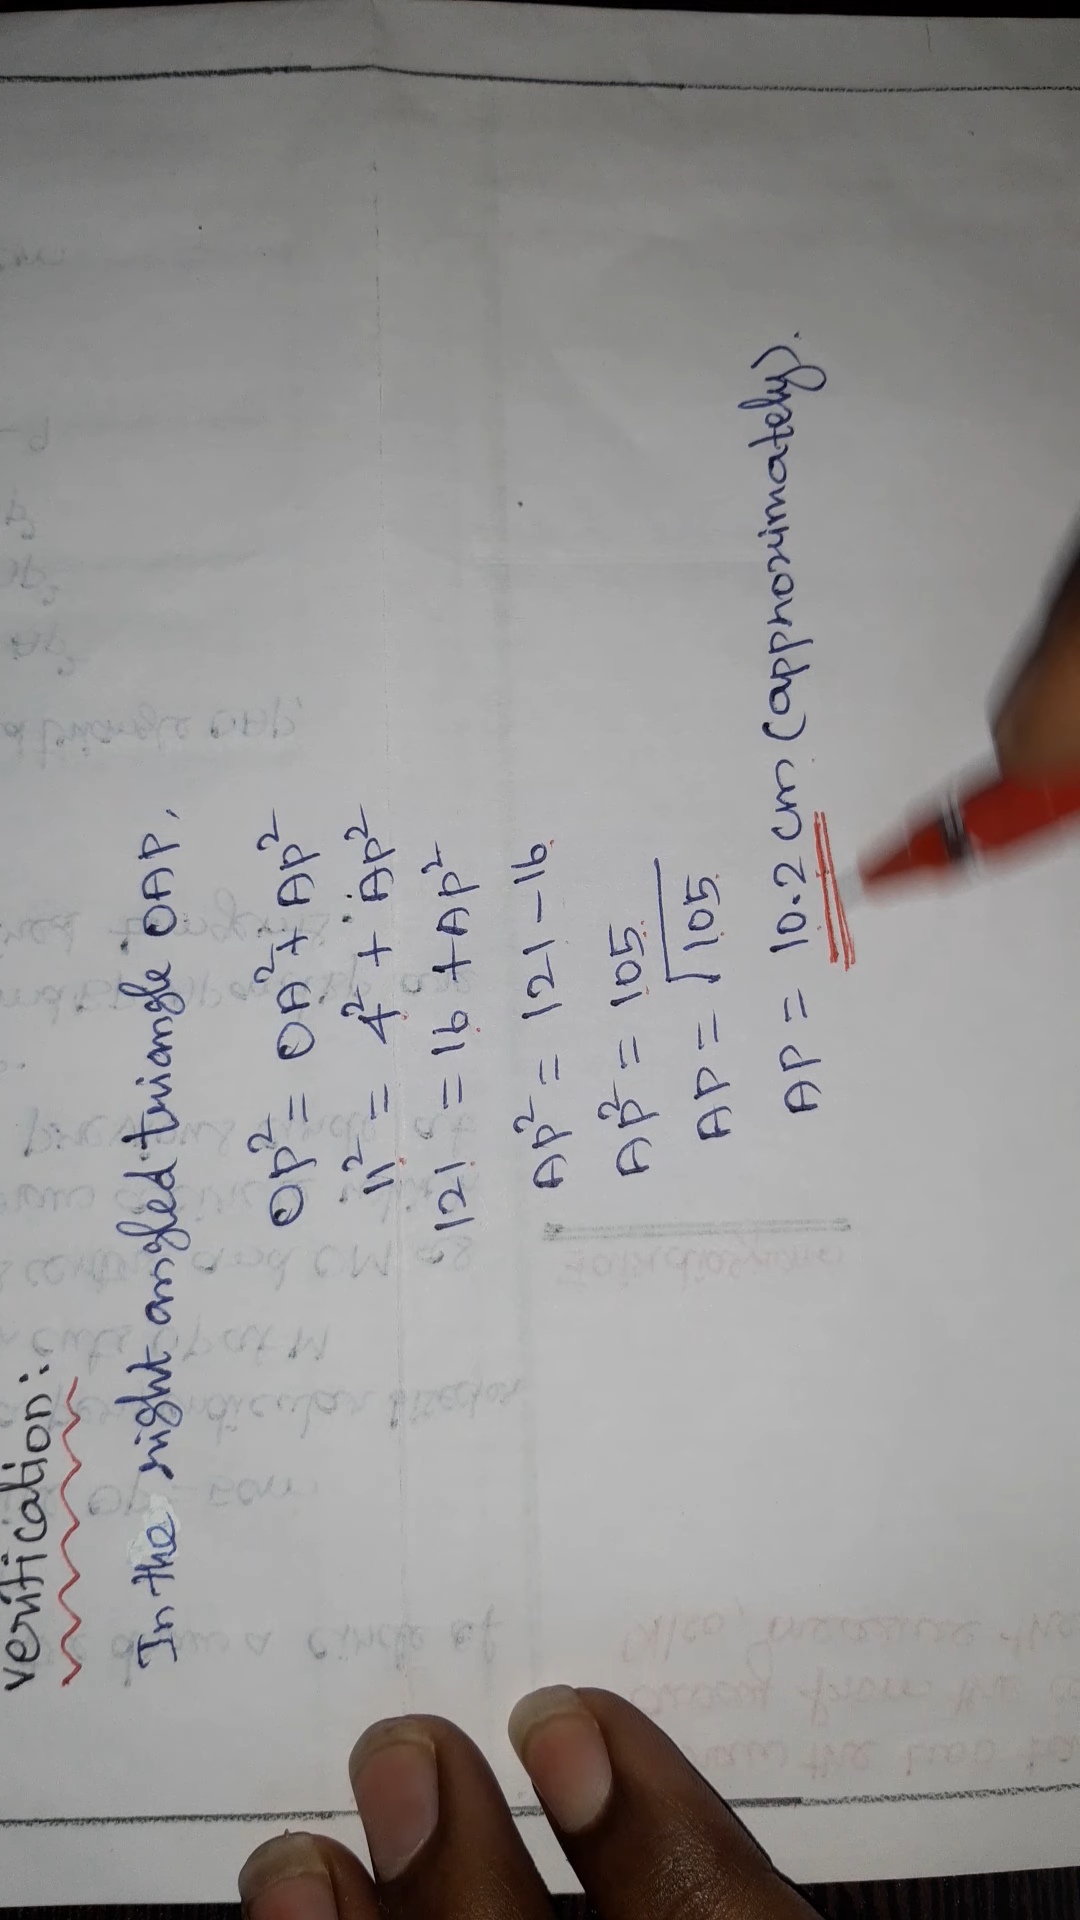 Verification:
In the right angled triangle OAP,
OP² = OA² + AP²
11² = 4² + AP²
121 = 16 + AP²
AP² = 121 - 16
AP² = 105
AP = √105
AP = 10.2 cm (approximately).